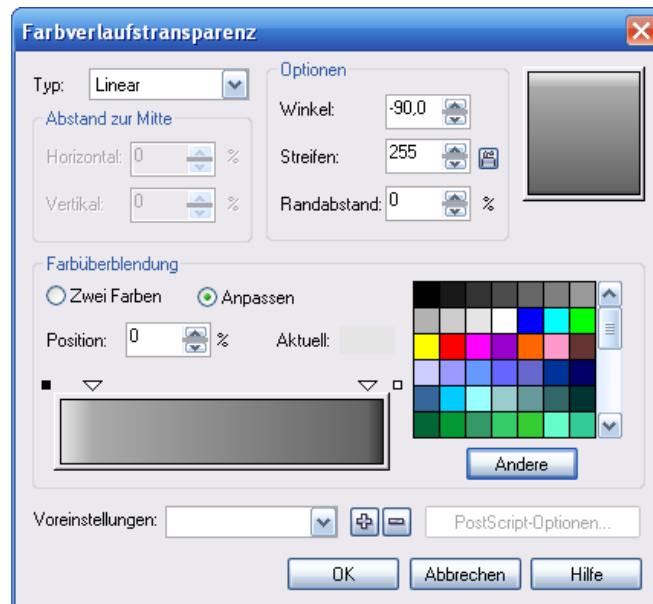 Farbverlaufstransparenz
Typ: Linear
Abstand zur Mitte
Horizontal: 0 %
Vertikal: 0 %
Optionen
Winkel: -90,0
Streifen: 255
Randabstand: 0 %
Farbüberblendung
Zwei Farben Anpassen
Position: 0 % Aktuell:
Andere
Voreinstellungen: PostScript-Optionen...
OK Abbrechen Hilfe